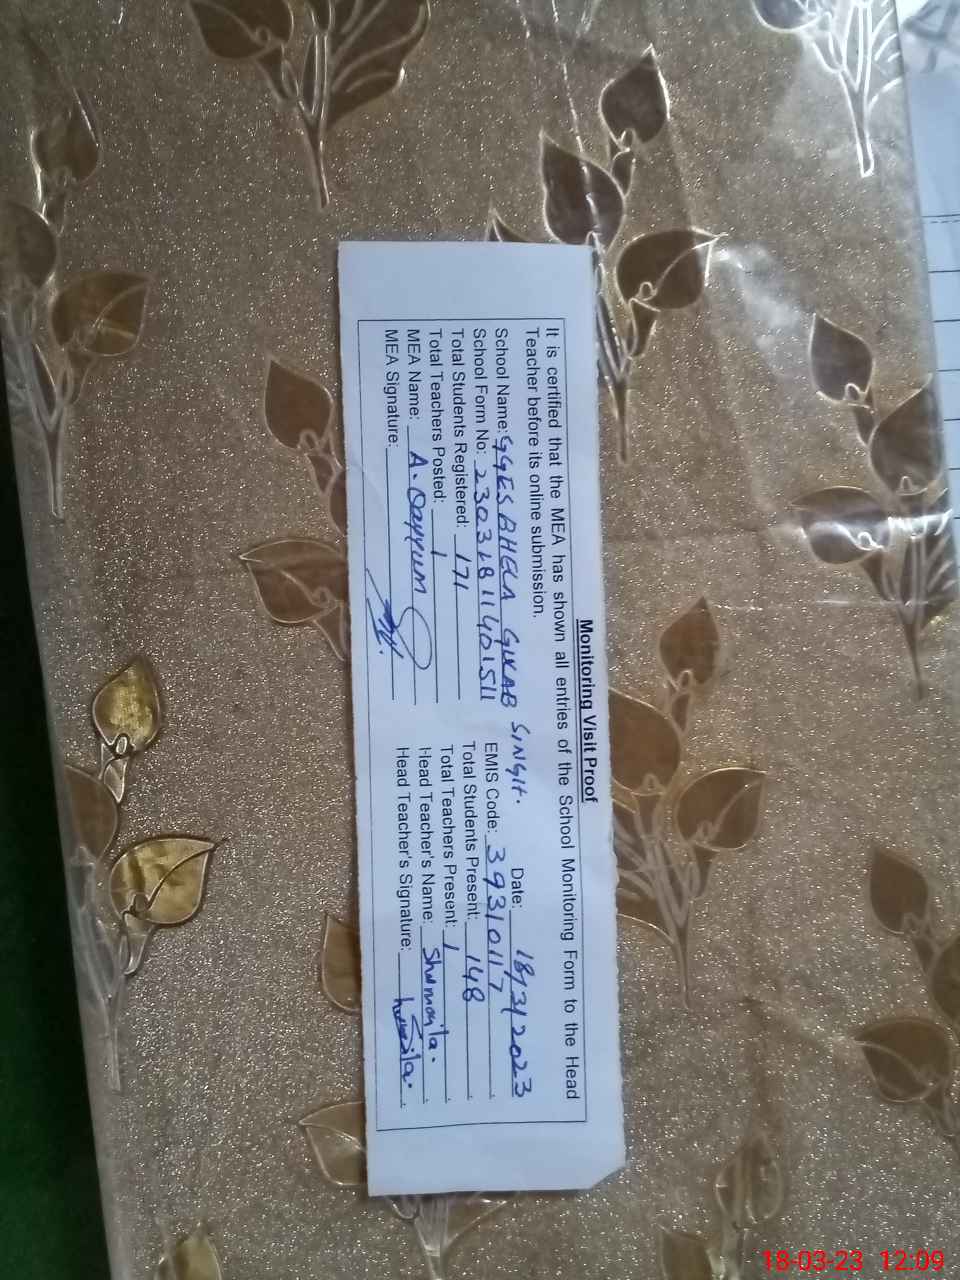 Monitoring Visit Proof
It is certified that the MEA has shown all entries of the School Monitoring Form to the Head
Teacher before its online submission. Date: 18/3/2023
School Name: GGES BHELA GULAB SINGH.
School Form No: 23032811401511 EMIS Code: 39310117
Total Students Registered: 171 Total Students Present: 148
Total Teachers Posted: 1 Total Teachers Present: 1
MEA Name: A. Qayyum Head Teacher's Name: Shumaila.
MEA Signature: Head Teacher's Signature:
18-03-23 12:09